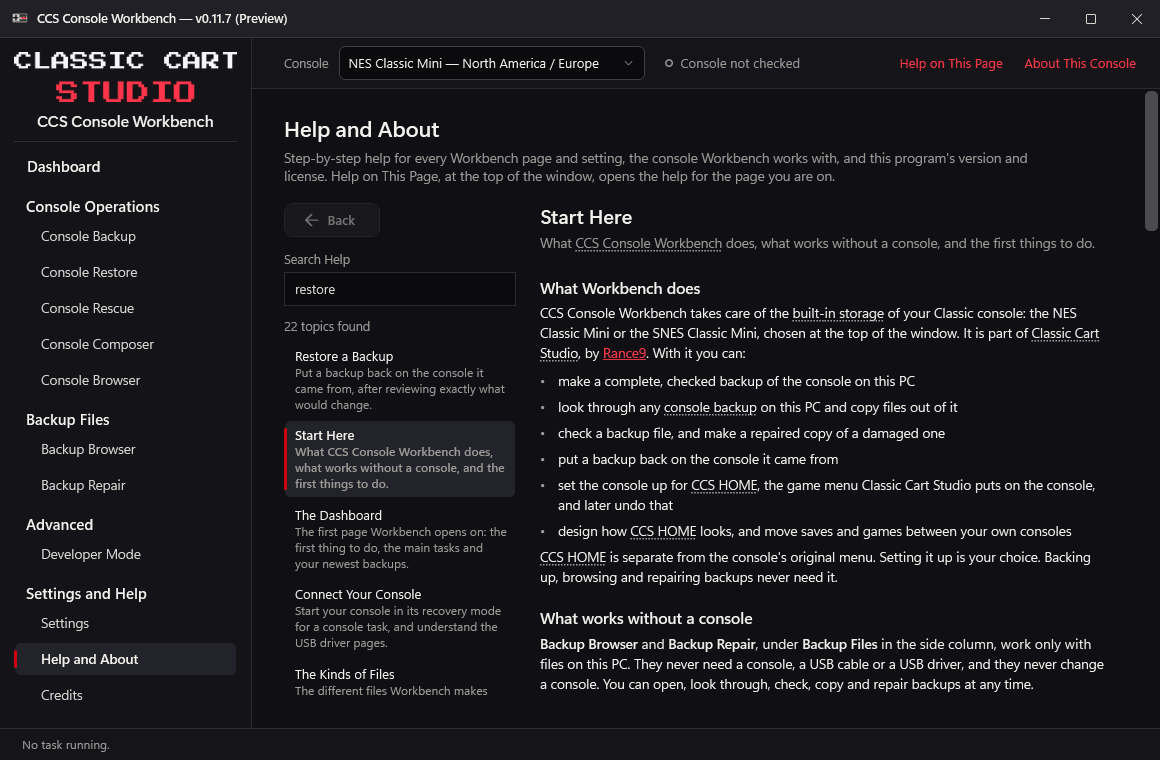 CCS Console Workbench — v0.11.7 (Preview)
CLASSIC CART
STUDIO
CCS Console Workbench
Dashboard
Console Operations
Console Backup
Console Restore
Console Rescue
Console Composer
Console Browser
Backup Files
Backup Browser
Backup Repair
Advanced
Developer Mode
Settings and Help
Settings
Help and About
Credits
Console
NES Classic Mini — North America / Europe
Console not checked
Help on This Page
About This Console
Help and About
Step-by-step help for every Workbench page and setting, the console Workbench works with, and this program's version and
license. Help on This Page, at the top of the window, opens the help for the page you are on.
Back
Search Help
restore
22 topics found
Restore a Backup
Put a backup back on the console it
came from, after reviewing exactly what
would change.
Start Here
What CCS Console Workbench does,
what works without a console, and the
first things to do.
The Dashboard
The first page Workbench opens on: the
first thing to do, the main tasks and
your newest backups.
Connect Your Console
Start your console in its recovery mode
for a console task, and understand the
USB driver pages.
The Kinds of Files
The different files Workbench makes
Start Here
What CCS Console Workbench does, what works without a console, and the first things to do.
What Workbench does
CCS Console Workbench takes care of the built-in storage of your Classic console: the NES
Classic Mini or the SNES Classic Mini, chosen at the top of the window. It is part of Classic Cart
Studio, by Rance9. With it you can:
• make a complete, checked backup of the console on this PC
• look through any console backup on this PC and copy files out of it
• check a backup file, and make a repaired copy of a damaged one
• put a backup back on the console it came from
• set the console up for CCS HOME, the game menu Classic Cart Studio puts on the console,
and later undo that
• design how CCS HOME looks, and move saves and games between your own consoles
CCS HOME is separate from the console's original menu. Setting it up is your choice. Backing
up, browsing and repairing backups never need it.
What works without a console
Backup Browser and Backup Repair, under Backup Files in the side column, work only with
files on this PC. They never need a console, a USB cable or a USB driver, and they never change
a console. You can open, look through, check, copy and repair backups at any time.
No task running.